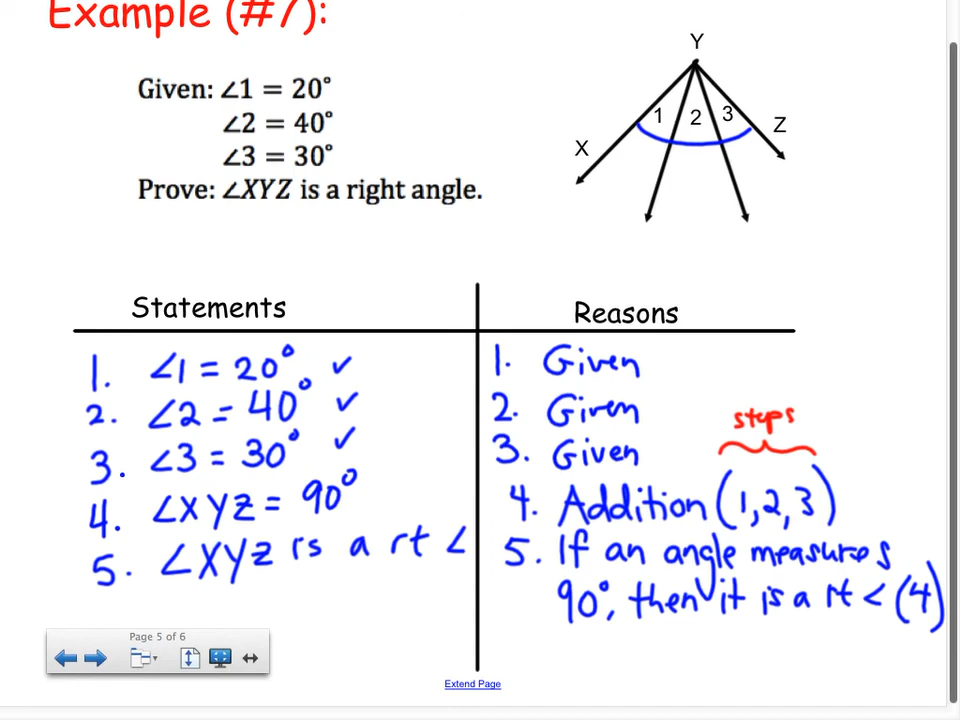 Example (#7):
Given: ∠1 = 20°
∠2 = 40°
∠3 = 30°
Prove: ∠XYZ is a right angle.
Y
1 2 3
Z
X
Statements
Reasons
1. ∠1 = 20° ✓
1. Given
2. ∠2 = 40° ✓
2. Given
steps
3. ∠3 = 30° ✓
3. Given
4. ∠XYZ = 90°
4. Addition (1,2,3)
5. ∠XYZ is a rt ∠
5. If an angle measures
90°, then it is a rt < (4)
Page 5 of 6
Extend Page